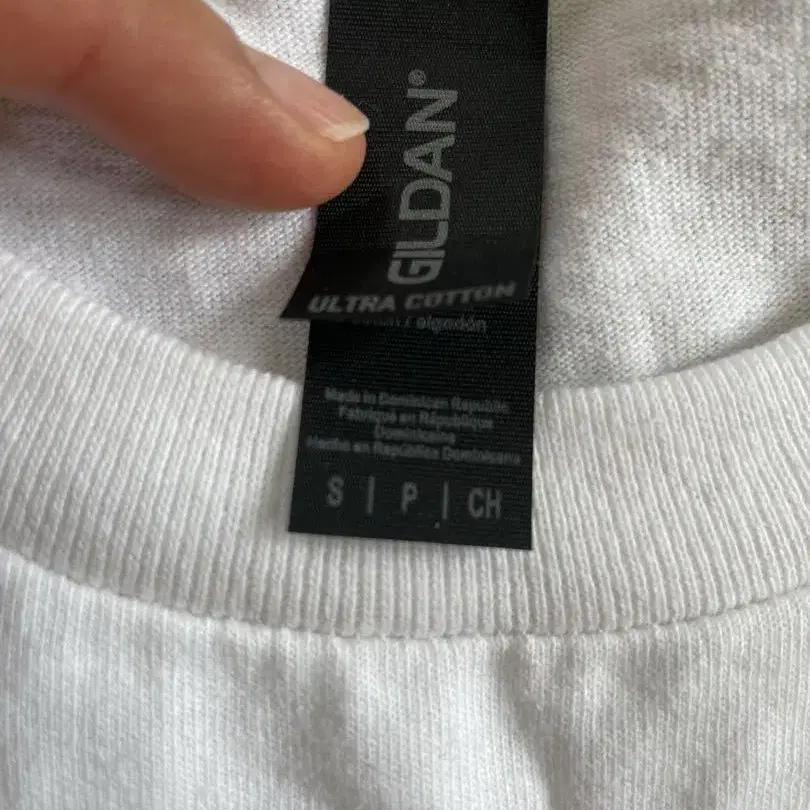 GILDAN®
ULTRA COTTON
/ algodón
Made in Dominican Republic
Fabriqué en République
Dominicaine
Hecho en República Dominicana
S | P | CH